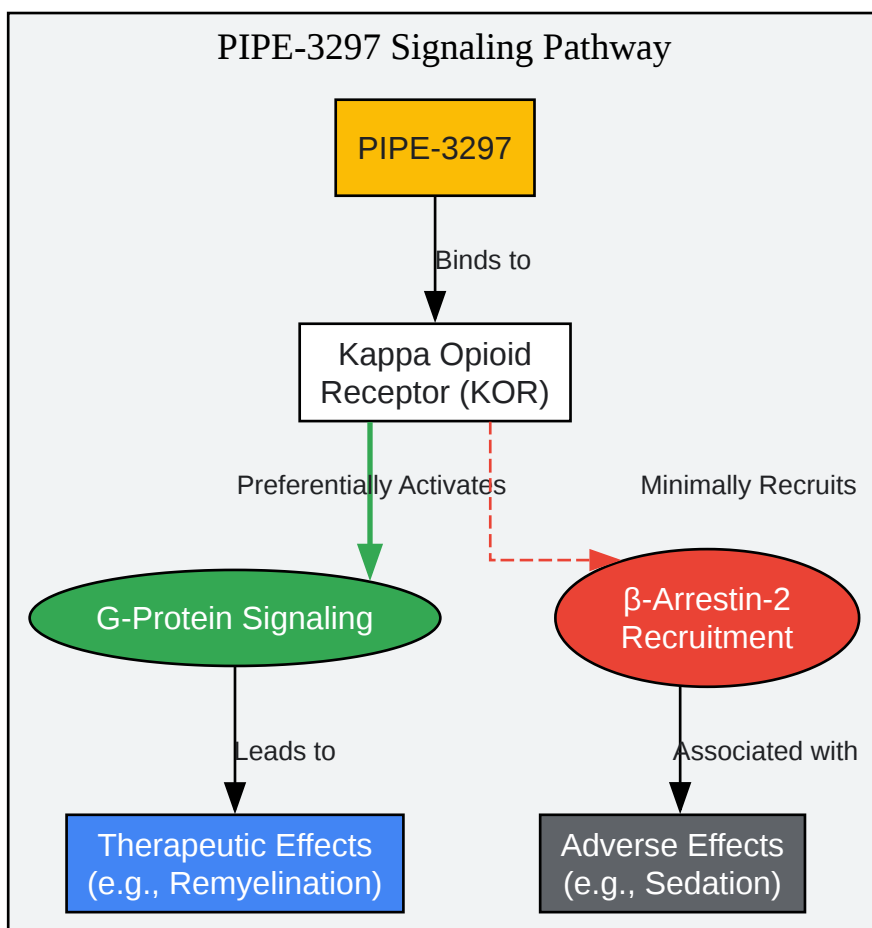 PIPE-3297 Signaling Pathway
PIPE-3297
Binds to
Kappa Opioid
Receptor (KOR)
Preferentially Activates
Minimally Recruits
G-Protein Signaling
β-Arrestin-2
Recruitment
Leads to
Associated with
Therapeutic Effects
(e.g., Remyelination)
Adverse Effects
(e.g., Sedation)